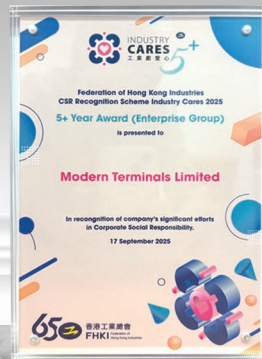 INDUSTRY
CARES 5+
工業獻愛心
Federation of Hong Kong Industries
CSR Recognition Scheme Industry Cares 2025
5+ Year Award (Enterprise Group)
is presented to
Modern Terminals Limited
In recognition of company's significant efforts
in Corporate Social Responsibility.
17 September 2025
65
香港工業總會
FHKI Federation of
Hong Kong Industries